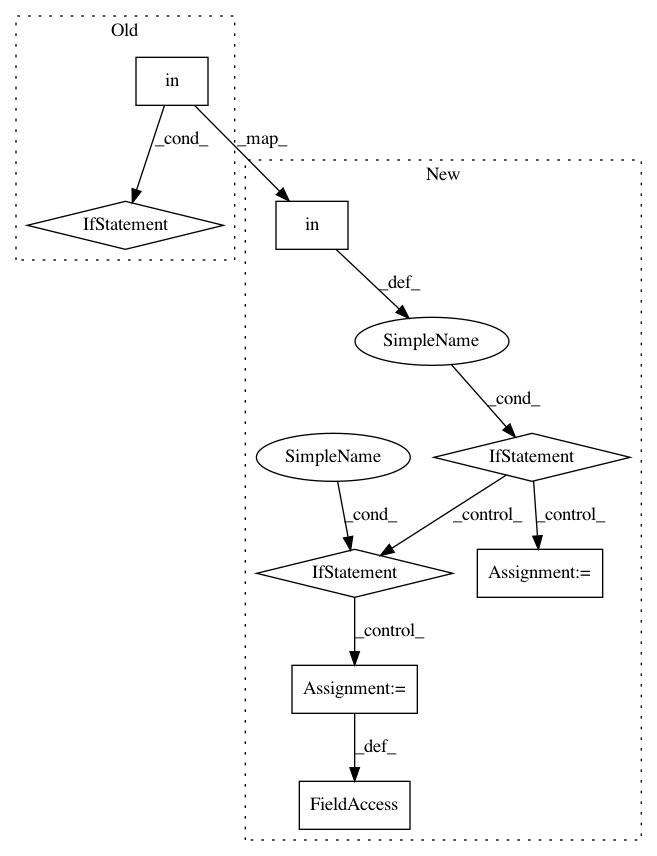 Old
in
_cond_
_map_
New
IfStatement
in
_def_
SimpleName
_cond_
SimpleName
IfStatement
_cond_
_control_
_control_
IfStatement
Assignment:=
_control_
Assignment:=
_def_
FieldAccess